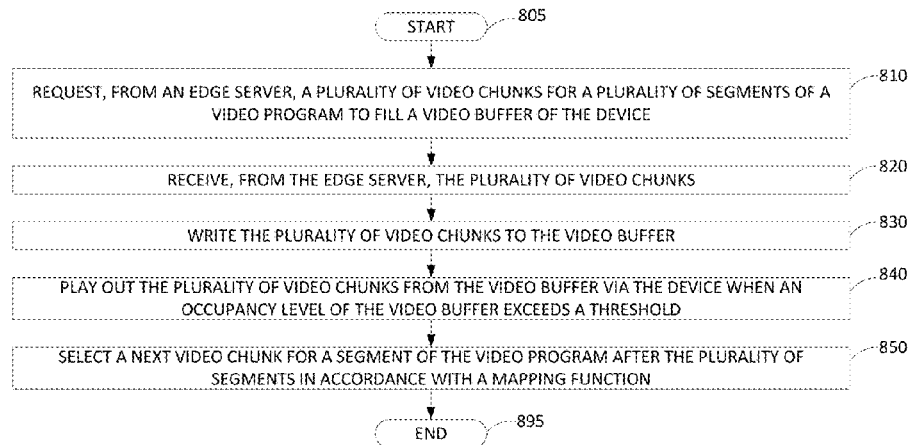 START
805
REQUEST, FROM AN EDGE SERVER, A PLURALITY OF VIDEO CHUNKS FOR A PLURALITY OF SEGMENTS OF A
VIDEO PROGRAM TO FILL A VIDEO BUFFER OF THE DEVICE
810
RECEIVE, FROM THE EDGE SERVER, THE PLURALITY OF VIDEO CHUNKS
820
WRITE THE PLURALITY OF VIDEO CHUNKS TO THE VIDEO BUFFER
830
PLAY OUT THE PLURALITY OF VIDEO CHUNKS FROM THE VIDEO BUFFER VIA THE DEVICE WHEN AN
OCCUPANCY LEVEL OF THE VIDEO BUFFER EXCEEDS A THRESHOLD
840
SELECT A NEXT VIDEO CHUNK FOR A SEGMENT OF THE VIDEO PROGRAM AFTER THE PLURALITY OF
SEGMENTS IN ACCORDANCE WITH A MAPPING FUNCTION
850
END
895